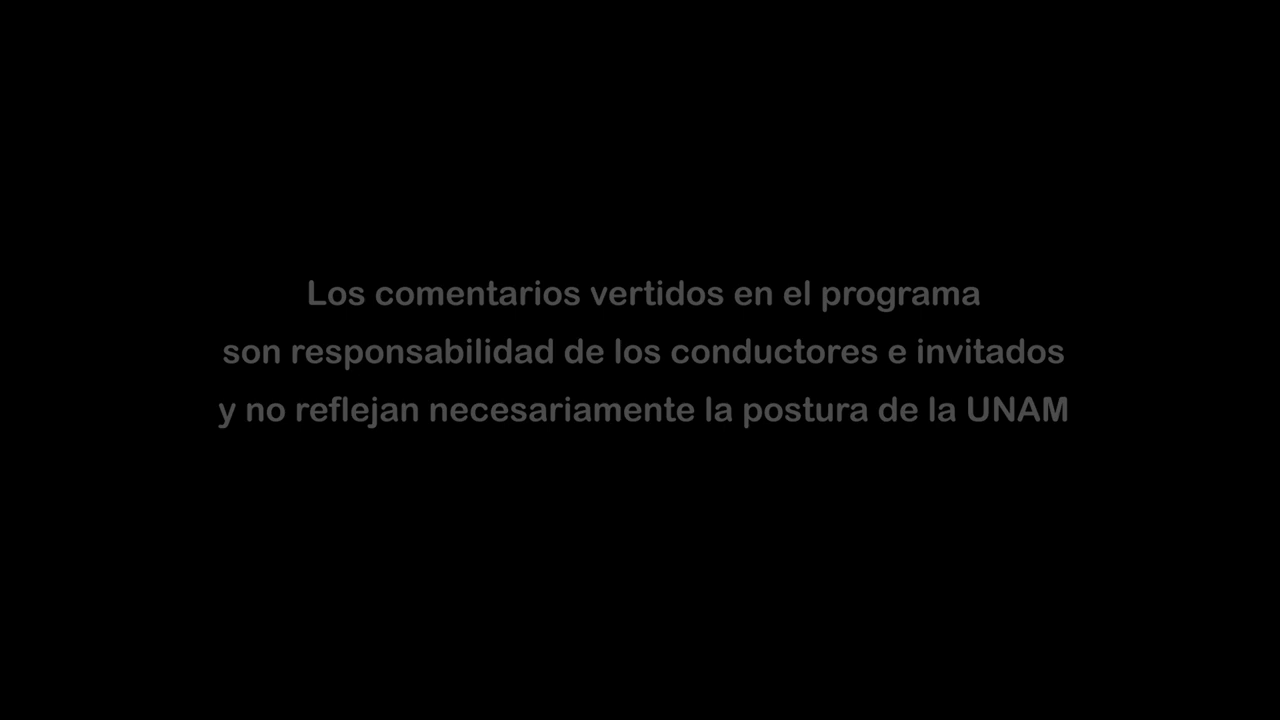 Los comentarios vertidos en el programa
son responsabilidad de los conductores e invitados
y no reflejan necesariamente la postura de la UNAM